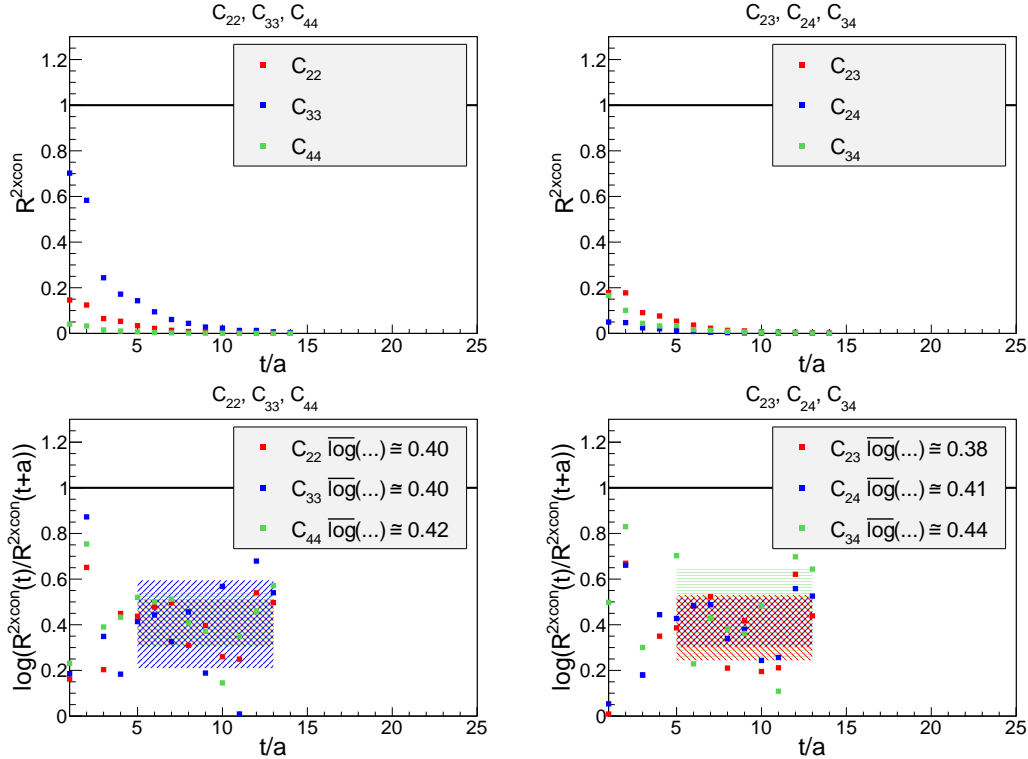 C22, C33, C44
R2xcon
1.2
1
0.8
0.6
0.4
0.2
0
C22
C33
C44
5 10 15 20 25
t/a
C23, C24, C34
R2xcon
1.2
1
0.8
0.6
0.4
0.2
0
C23
C24
C34
5 10 15 20 25
t/a
C22, C33, C44
log(R2xcon(t)/R2xcon(t+a))
1.2
1
0.8
0.6
0.4
0.2
0
C22 log(...) ≅ 0.40
C33 log(...) ≅ 0.40
C44 log(...) ≅ 0.42
5 10 15 20 25
t/a
C23, C24, C34
log(R2xcon(t)/R2xcon(t+a))
1.2
1
0.8
0.6
0.4
0.2
0
C23 log(...) ≅ 0.38
C24 log(...) ≅ 0.41
C34 log(...) ≅ 0.44
5 10 15 20 25
t/a